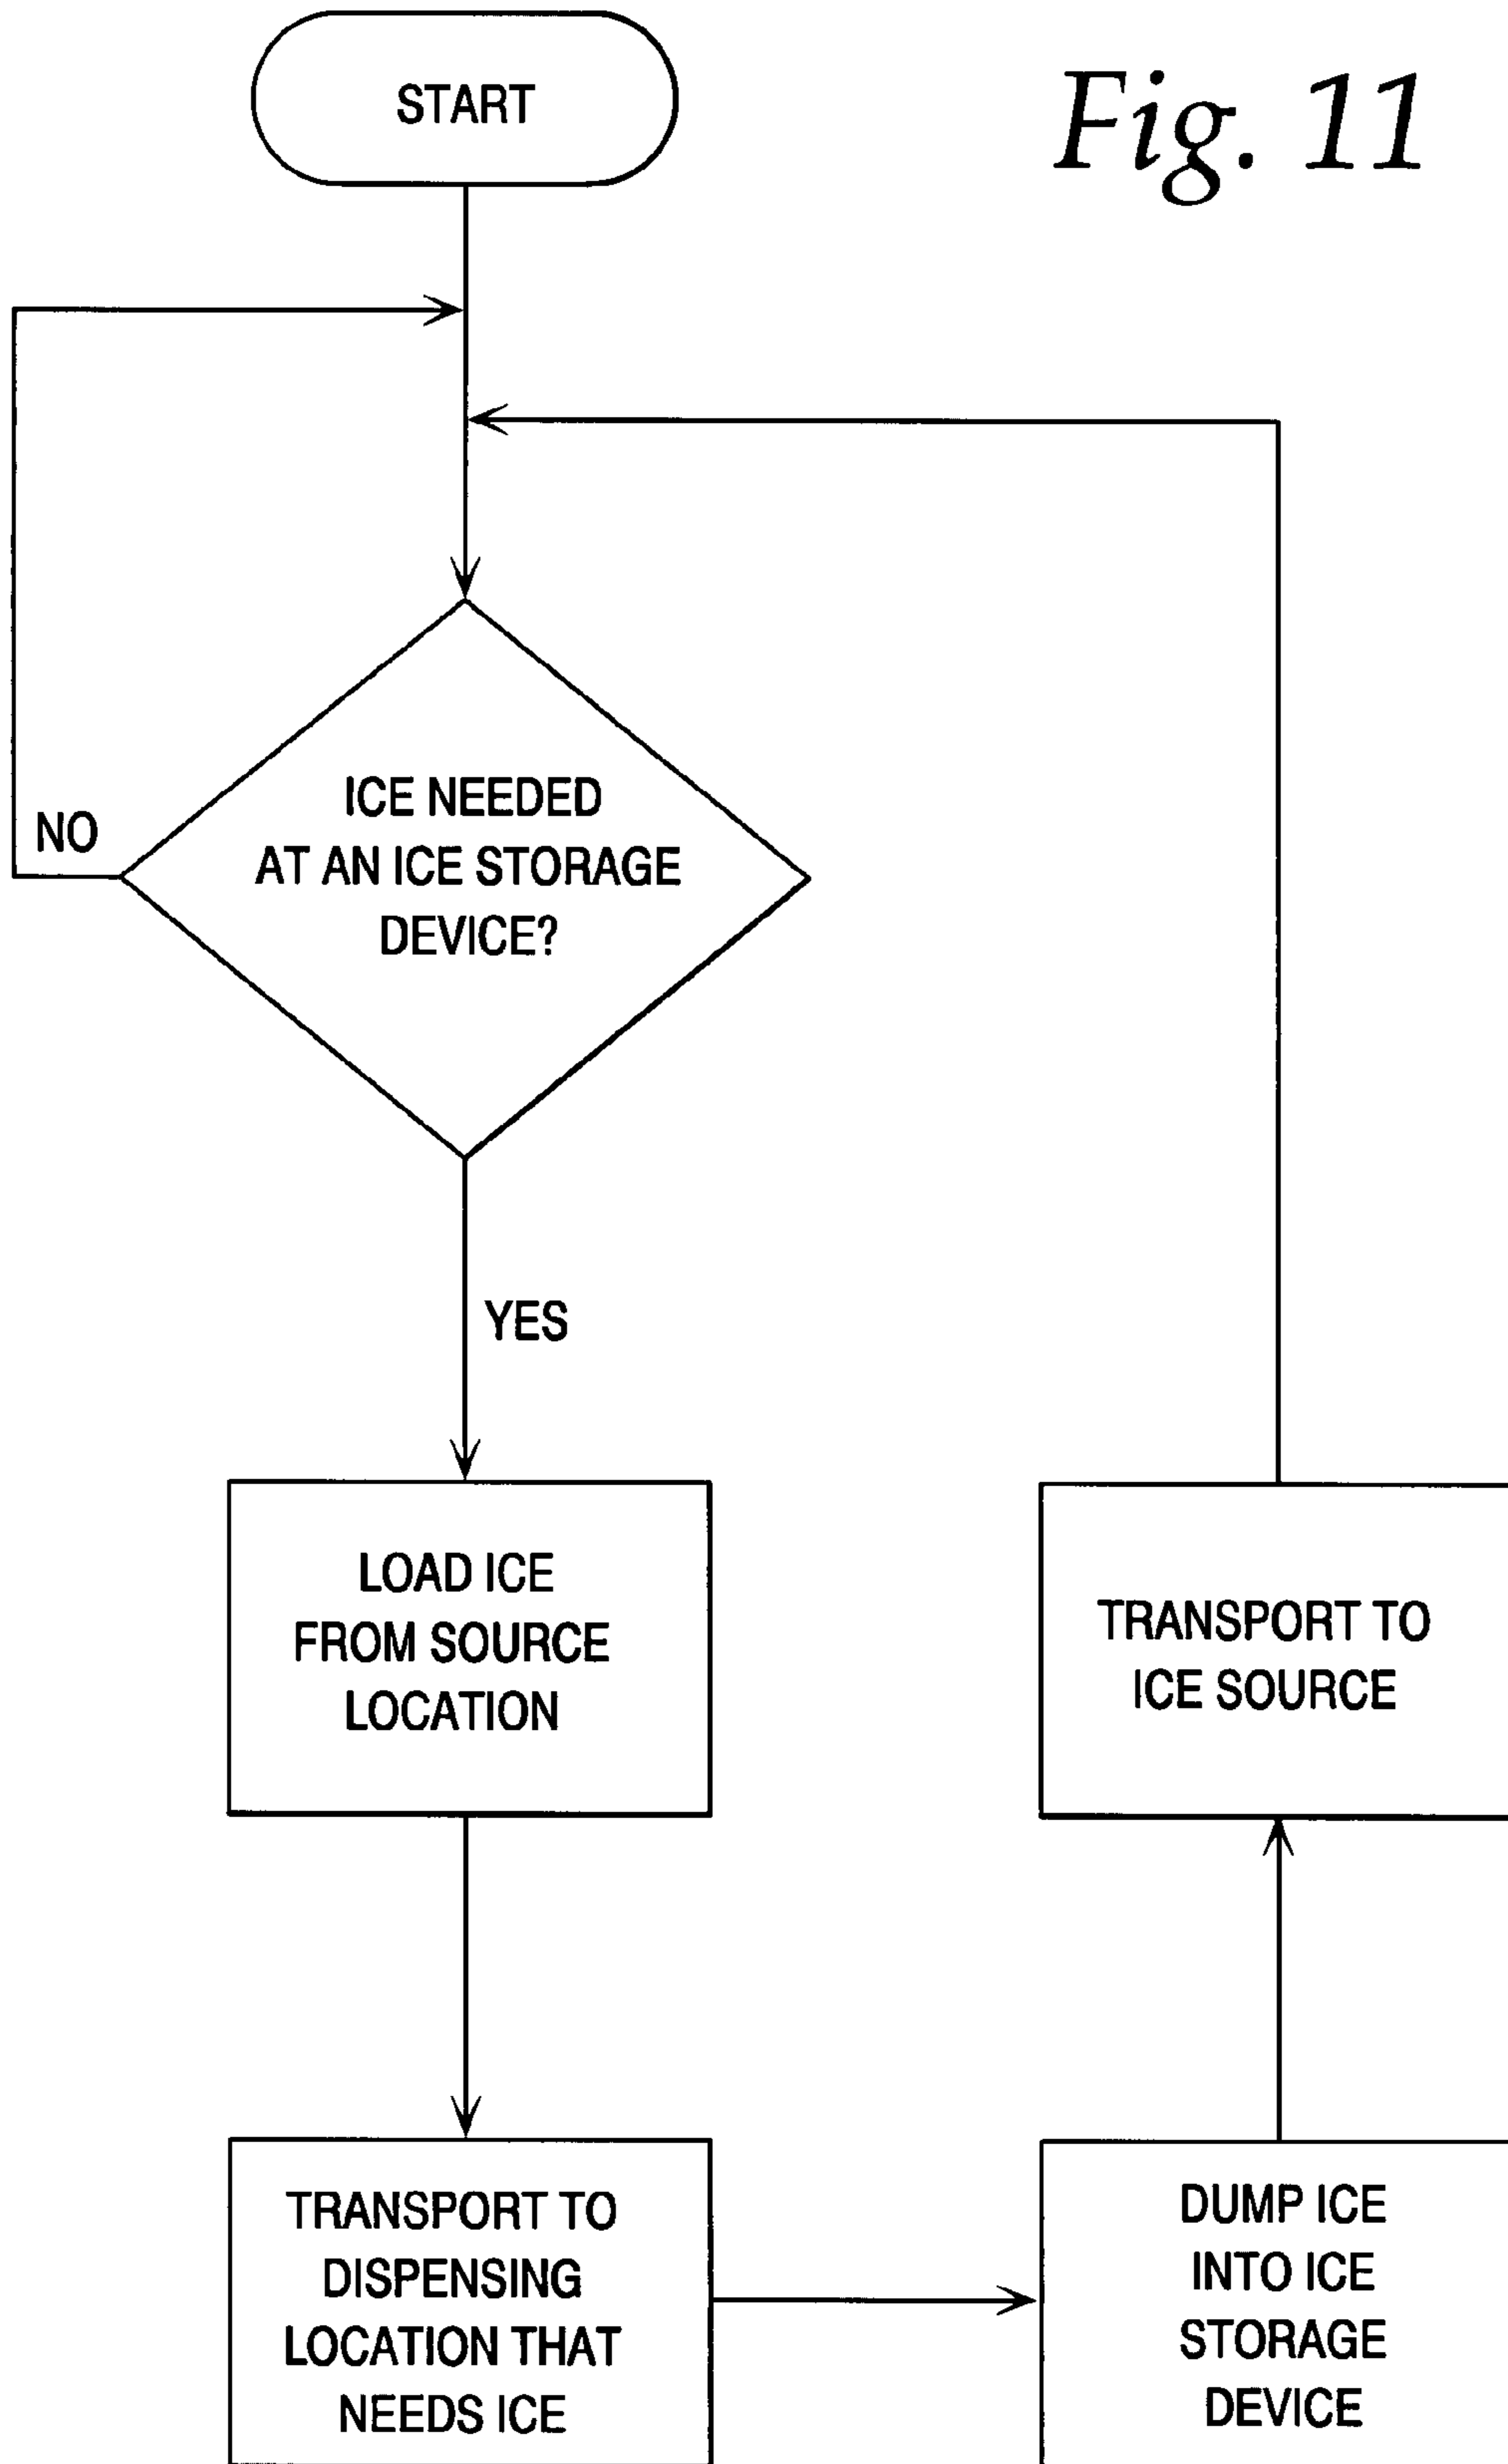 Fig. 11
START
ICE NEEDED
AT AN ICE STORAGE
DEVICE?
NO
YES
LOAD ICE
FROM SOURCE
LOCATION
TRANSPORT TO
DISPENSING
LOCATION THAT
NEEDS ICE
DUMP ICE
INTO ICE
STORAGE
DEVICE
TRANSPORT TO
ICE SOURCE